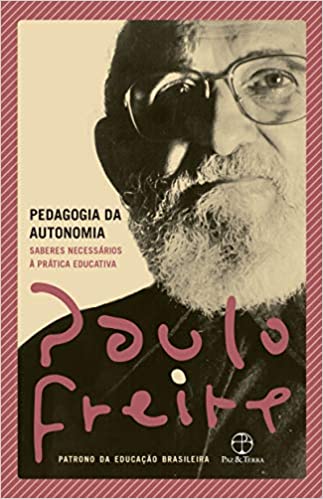 PEDAGOGIA DA
AUTONOMIA
SABERES NECESSÁRIOS
À PRÁTICA EDUCATIVA
Paulo
Freire
PATRONO DA EDUCAÇÃO BRASILEIRA
PAZ & TERRA